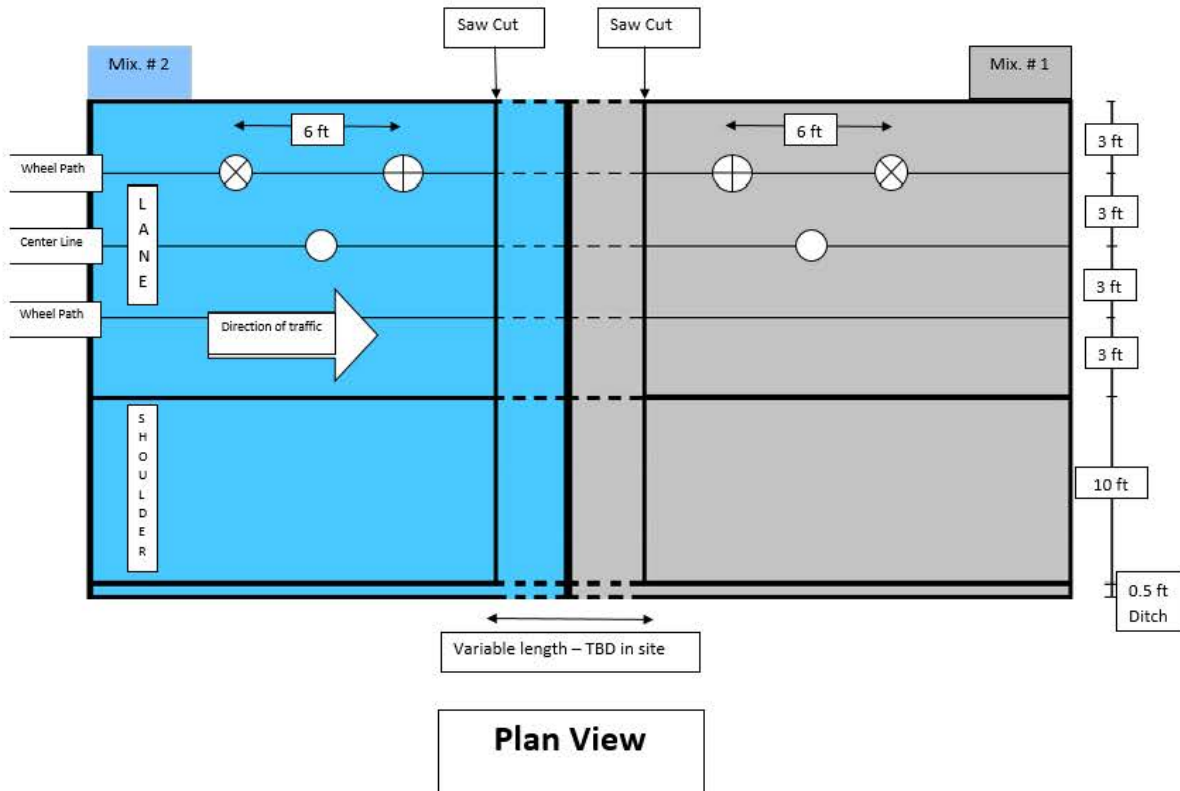 Saw Cut
Saw Cut
Mix. # 2
Mix. # 1
6 ft
6 ft
3 ft
Wheel Path
L
A
N
E
3 ft
Center Line
3 ft
Wheel Path
Direction of traffic
3 ft
S
H
O
U
L
D
E
R
10 ft
0.5 ft
Ditch
Variable length – TBD in site
Plan View